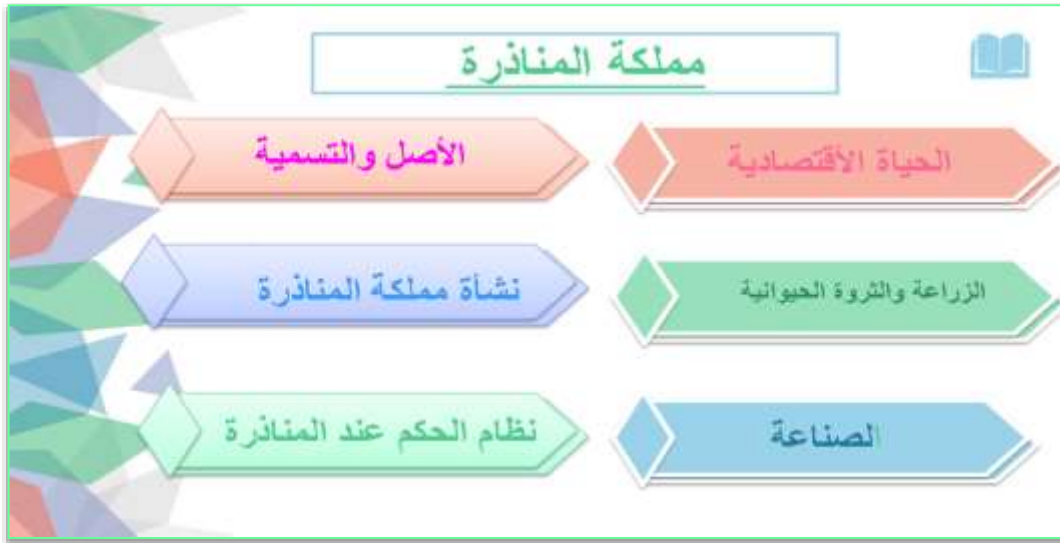 مملكة المناذرة
الحياة الأقتصادية
الأصل والتسمية
الزراعة والثروة الحيوانية
نشأة مملكة المناذرة
الصناعة
نظام الحكم عند المناذرة